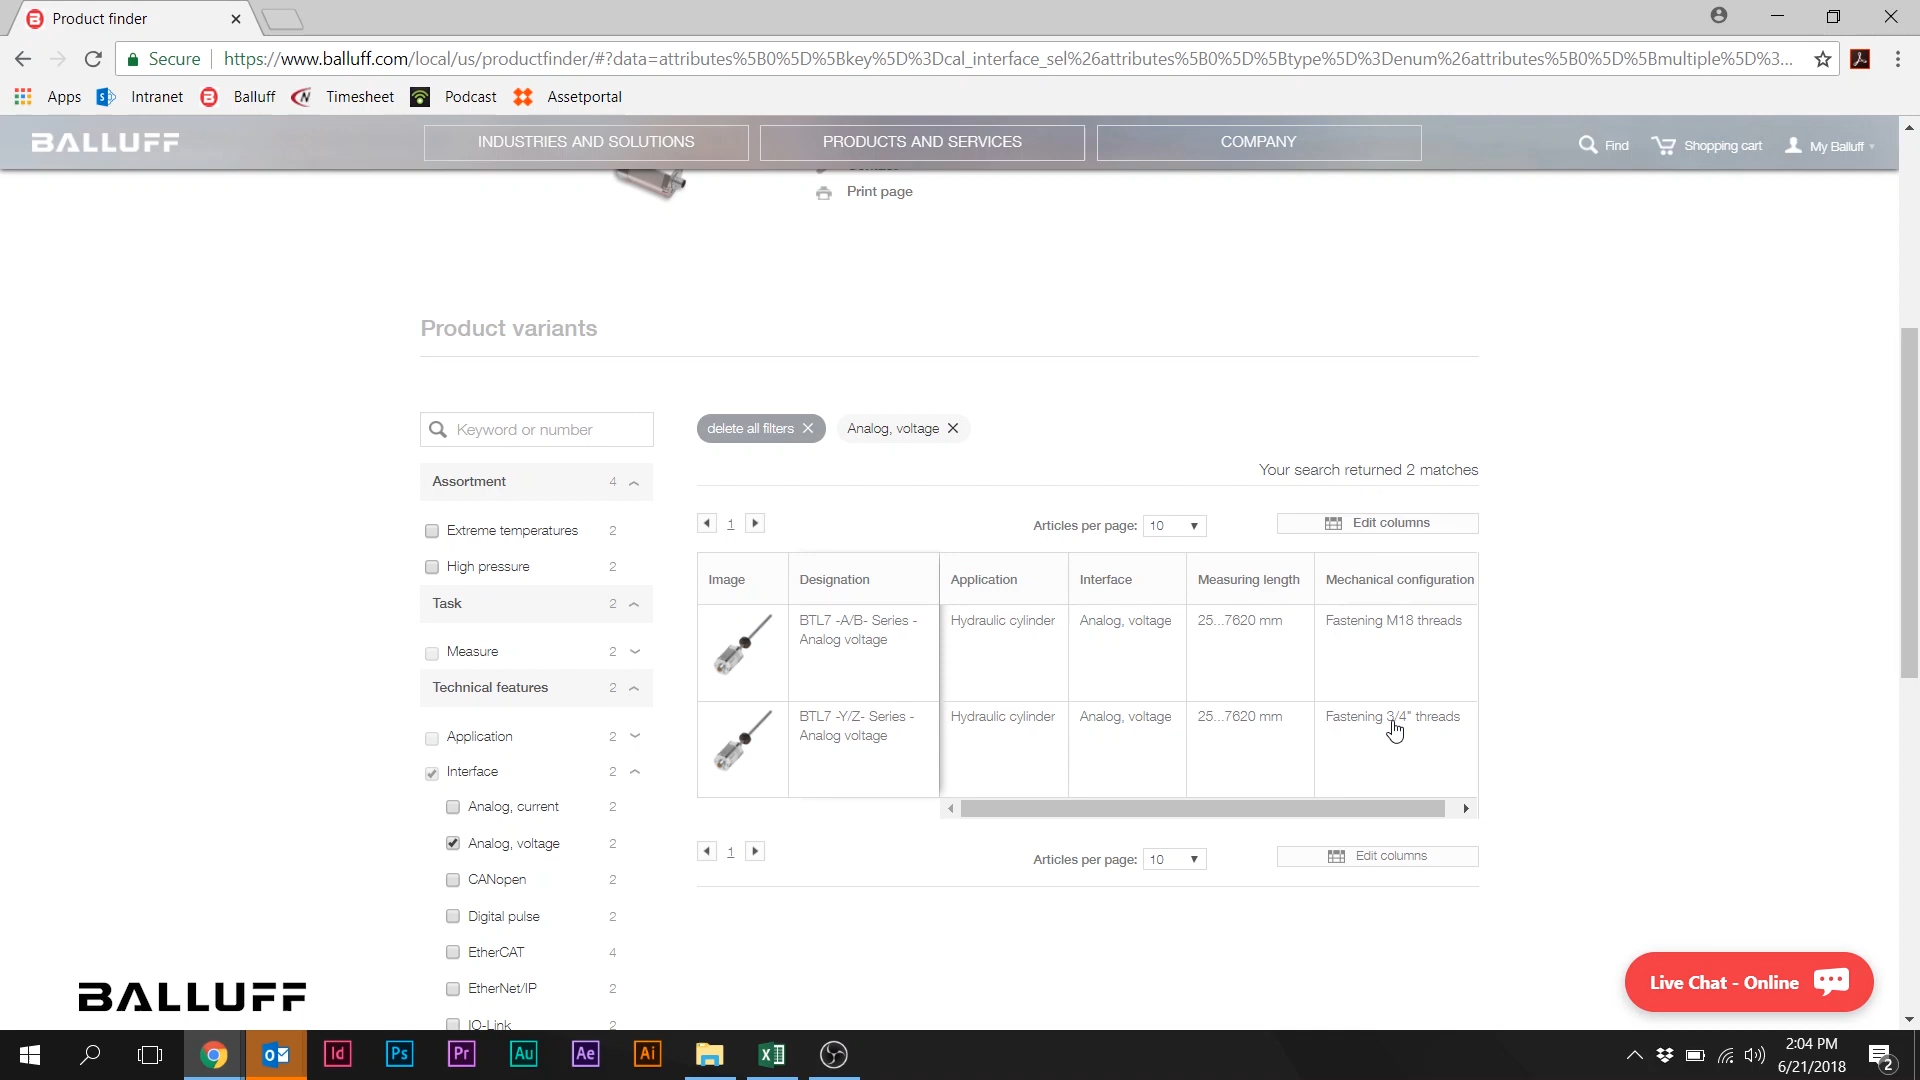 Product finder
Secure
https://www.balluff.com/local/us/productfinder/#?data=attributes%5B0%5D%5Bkey%5D%3Dcal_interface_sel%26attributes%5B0%5D%5Btype%5D%3Denum%26attributes%5B0%5D%5Bmultiple%5D%3...
Apps
Intranet
Balluff
Timesheet
Podcast
Assetportal
BALLUFF
INDUSTRIES AND SOLUTIONS
PRODUCTS AND SERVICES
COMPANY
Find
Shopping cart
My Balluff
Print page
Product variants
Keyword or number
delete all filters
Analog, voltage
Your search returned 2 matches
Assortment 4
Extreme temperatures 2
High pressure 2
Task 2
Measure 2
Technical features 2
Application 2
Interface 2
Analog, current 2
Analog, voltage 2
CANopen 2
Digital pulse 2
EtherCAT 4
EtherNet/IP 2
IO-Link 2
1
Articles per page: 10
Edit columns
Image
Designation
Application
Interface
Measuring length
Mechanical configuration
BTL7 -A/B- Series -
Analog voltage
Hydraulic cylinder
Analog, voltage
25...7620 mm
Fastening M18 threads
BTL7 -Y/Z- Series -
Analog voltage
Hydraulic cylinder
Analog, voltage
25...7620 mm
Fastening 3/4" threads
1
Articles per page: 10
Edit columns
Live Chat - Online
BALLUFF
Id
Ps
Pr
Au
Ae
Ai
2:04 PM
6/21/2018
2